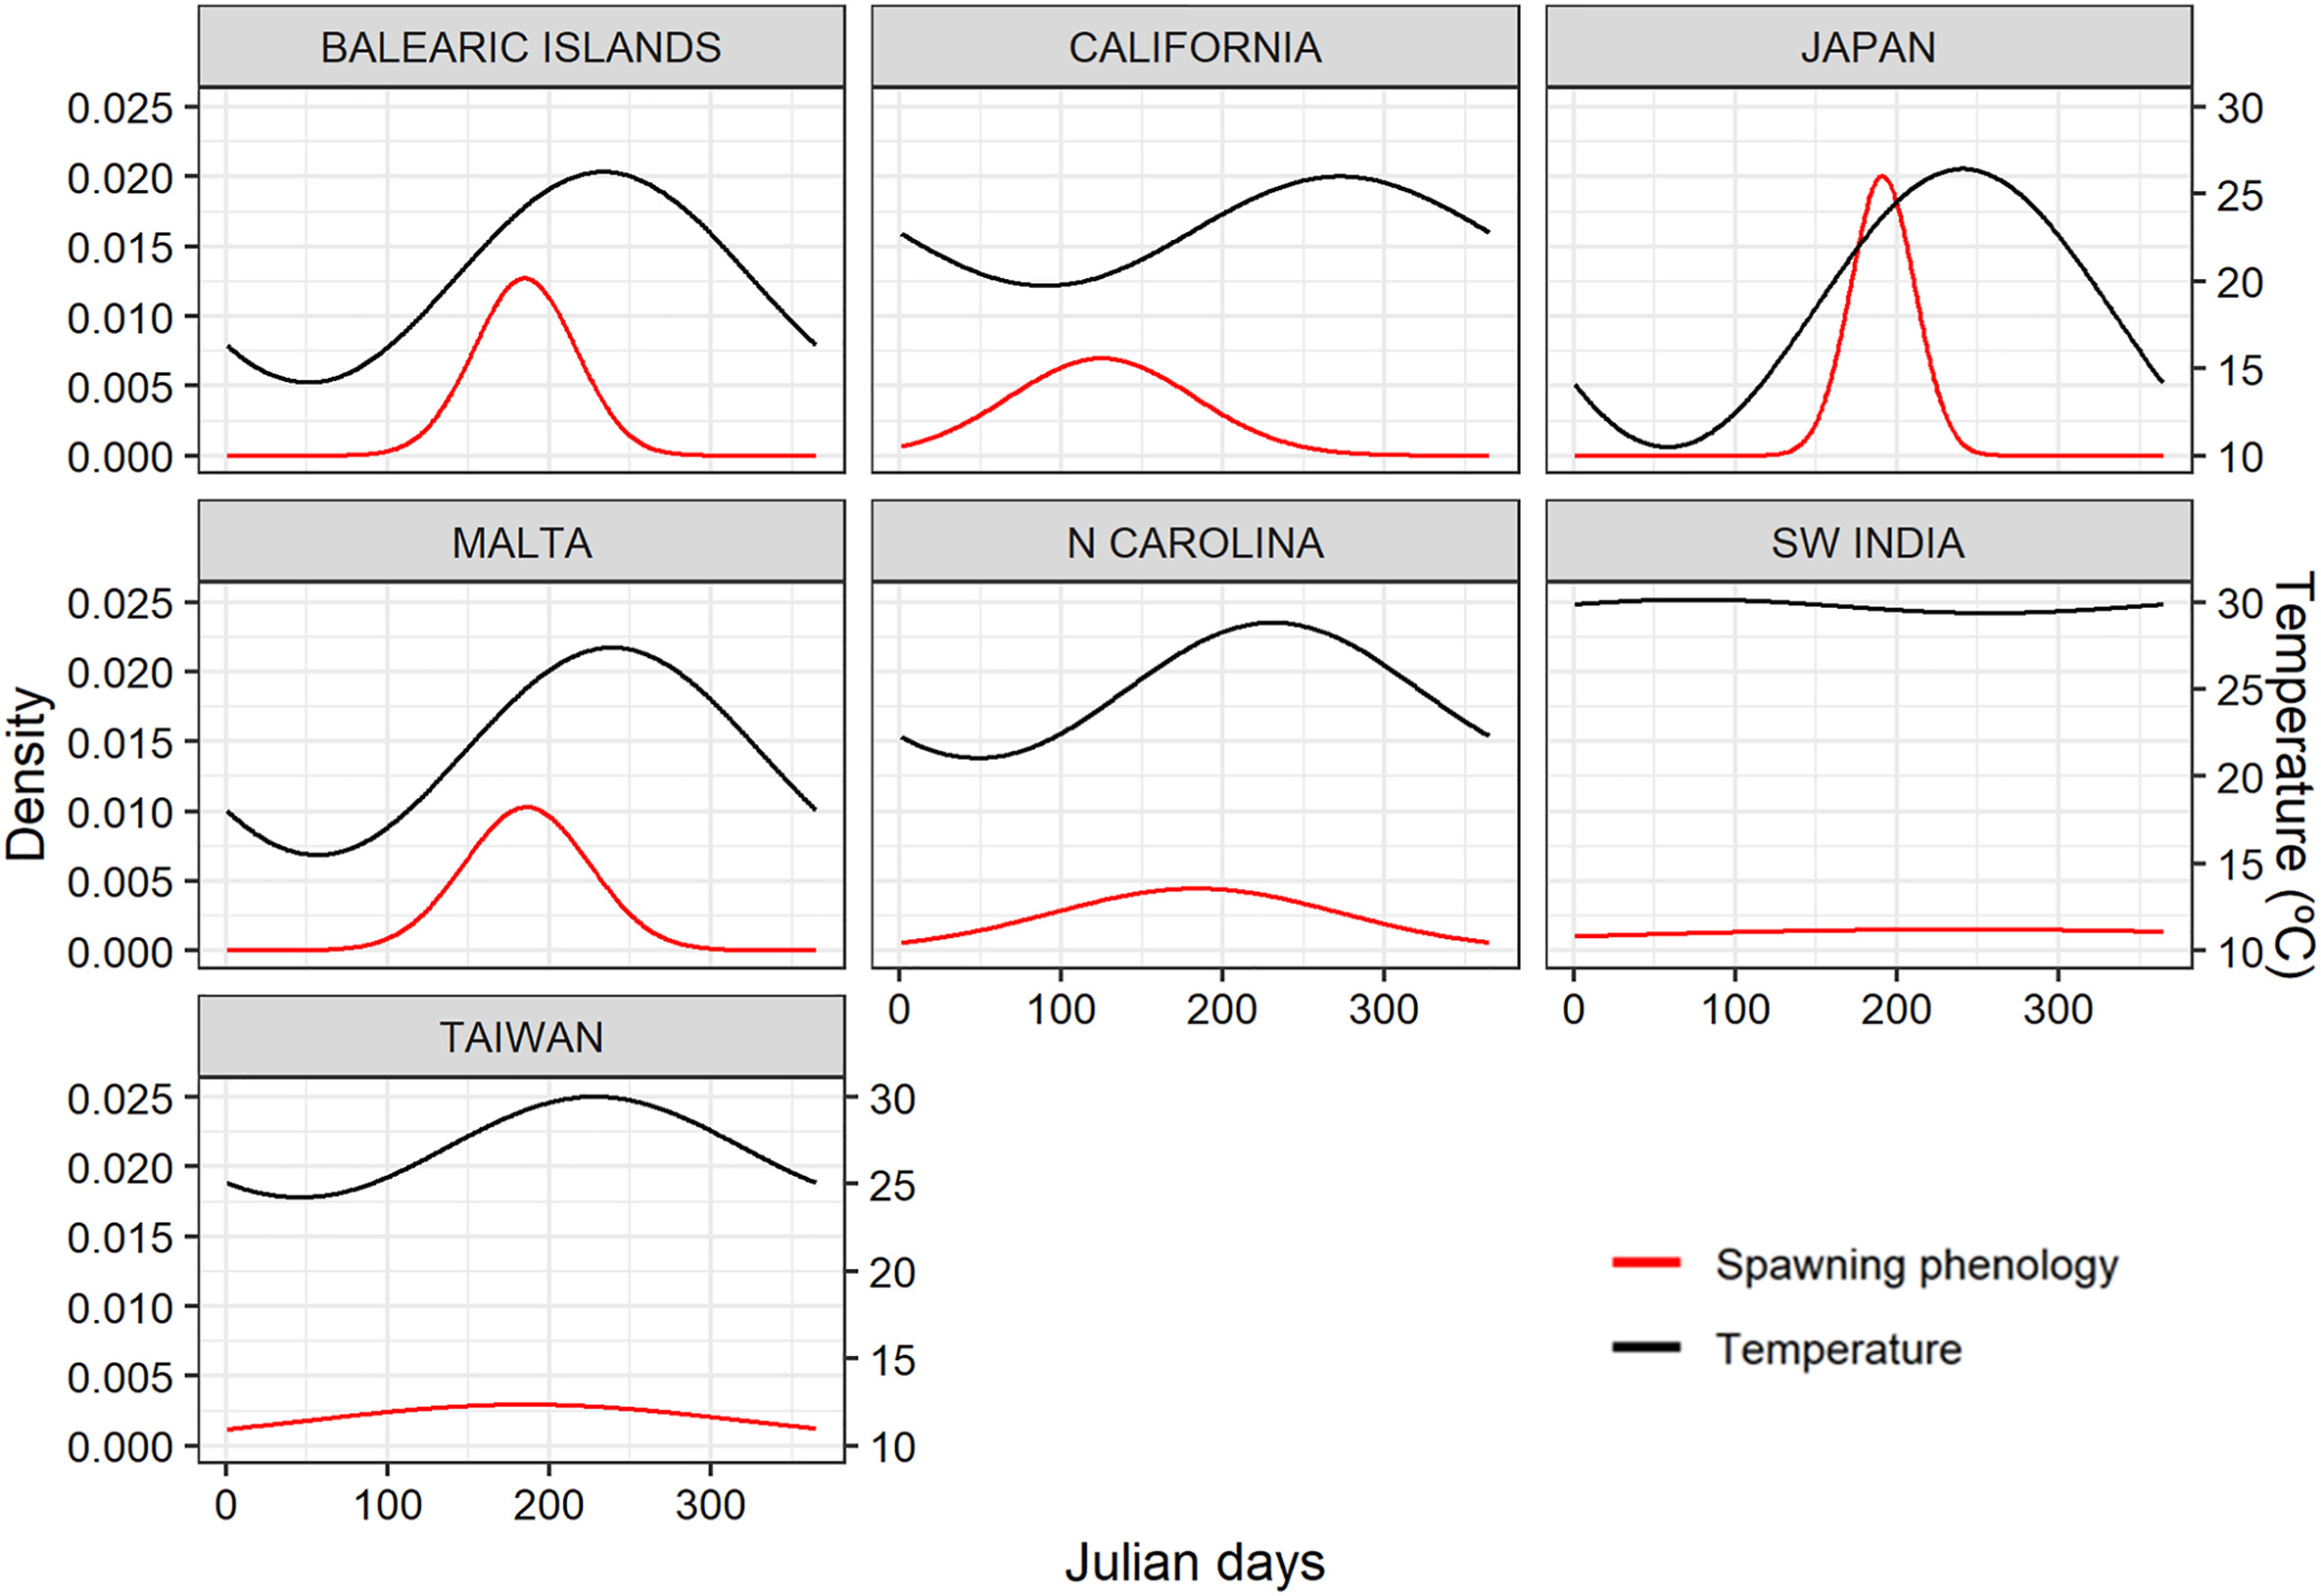 BALEARIC ISLANDS
CALIFORNIA
JAPAN
0.025
0.020
0.015
0.010
0.005
0.000
30
25
20
15
10
MALTA
N CAROLINA
SW INDIA
0.025
0.020
0.015
0.010
0.005
0.000
30
25
20
15
10
0 100 200 300
0 100 200 300
Density
Temperature (ºC)
TAIWAN
0.025
0.020
0.015
0.010
0.005
0.000
30
25
20
15
10
0 100 200 300
Spawning phenology
Temperature
Julian days